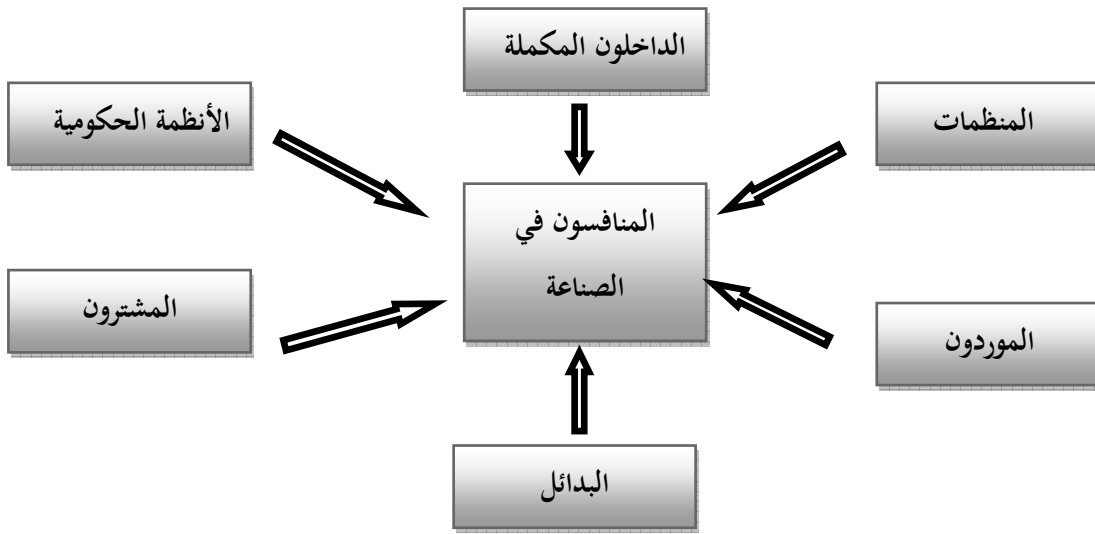 الداخلون المكملة
المنظمات
الأنظمة الحكومية
المنافسون في
الصناعة
الموردون
المشترون
البدائل